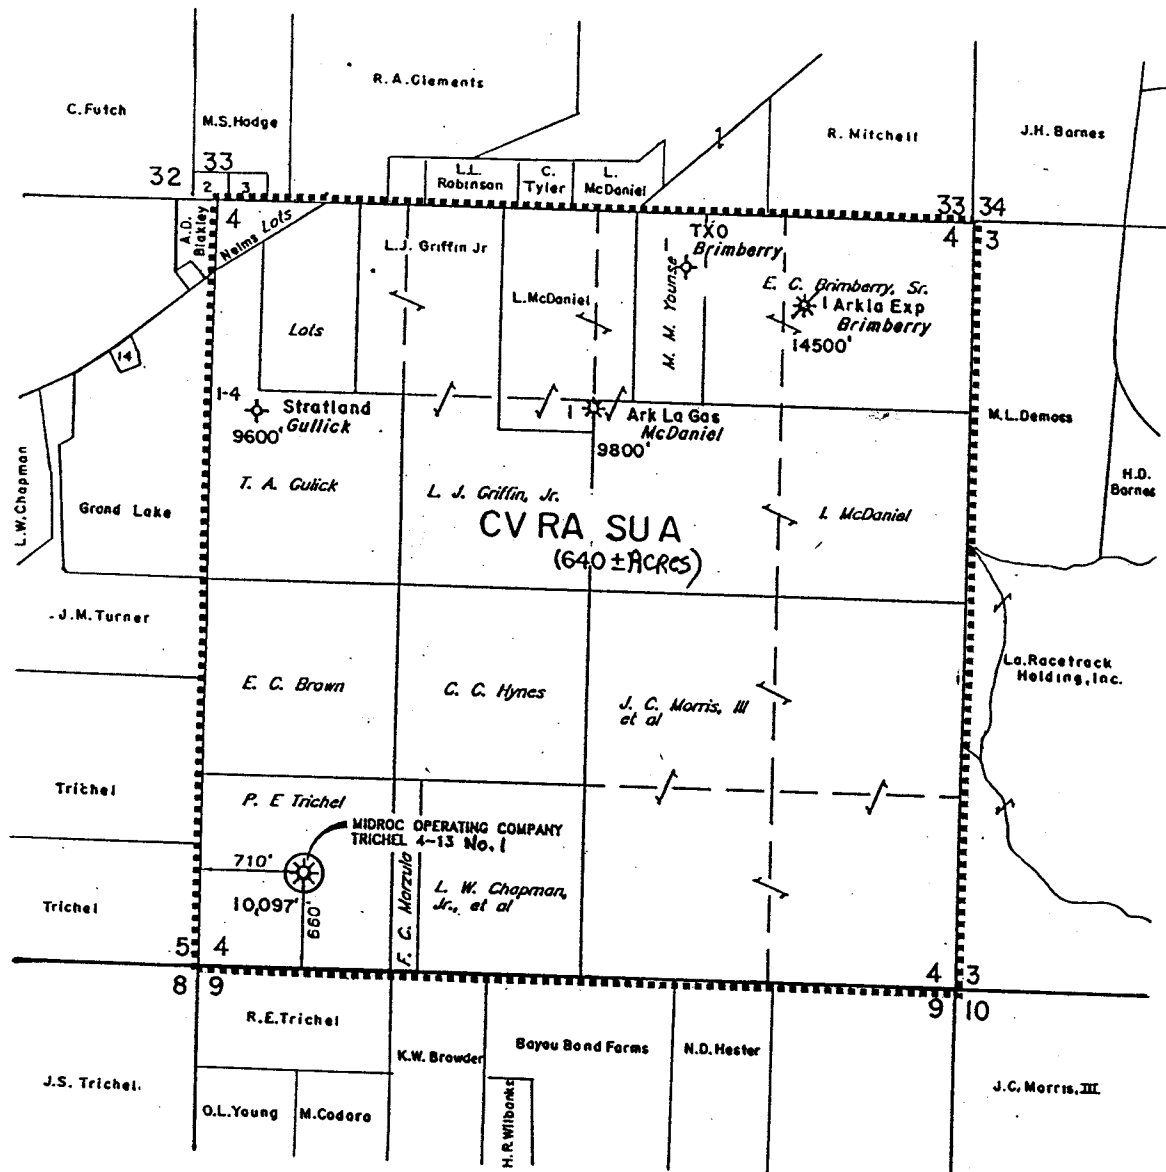 R.A.Clements
C. Futch
M.S. Hodge
R. Mitchell
J.H. Barnes
1
32
33
2
3
L.L.
Robinson
C.
Tyler
L.
McDaniel
33
34
4
3
A.D.
Blakley
4
Nelms Lots
L.J. Griffin Jr
TXO
Brimberry
M. M. Younse
E. C. Brimberry, Sr.
1 Arkla Exp
Brimberry
14500'
L.McDaniel
Lots
14
1-4
Stratland
Gullick
9600'
1
Ark La Gas
McDaniel
9800'
M.L.Demoss
L.W.Chapman
T. A. Gulick
L. J. Griffin, Jr.
H.D.
Barnes
Grand Lake
CV RA SU A
(640 ± ACRES)
I. McDaniel
J.M. Turner
E. C. Brown
C. C. Hynes
J. C. Morris, III
et al
La. Racetrack
Holding, Inc.
Trichel
P. E Trichel
MIDROC OPERATING COMPANY
TRICHEL 4-13 No. 1
710'
10,097'
660'
F. C. Marzula
L. W. Chapman,
Jr., et al
Trichel
5
4
8
9
4
3
9
10
R.E.Trichel
K.W. Browder
Bayou Bond Farms
N.D. Hester
J.S. Trichel
O.L.Young
M.Codora
H.R.Wilbanks
J.C. Morris, III